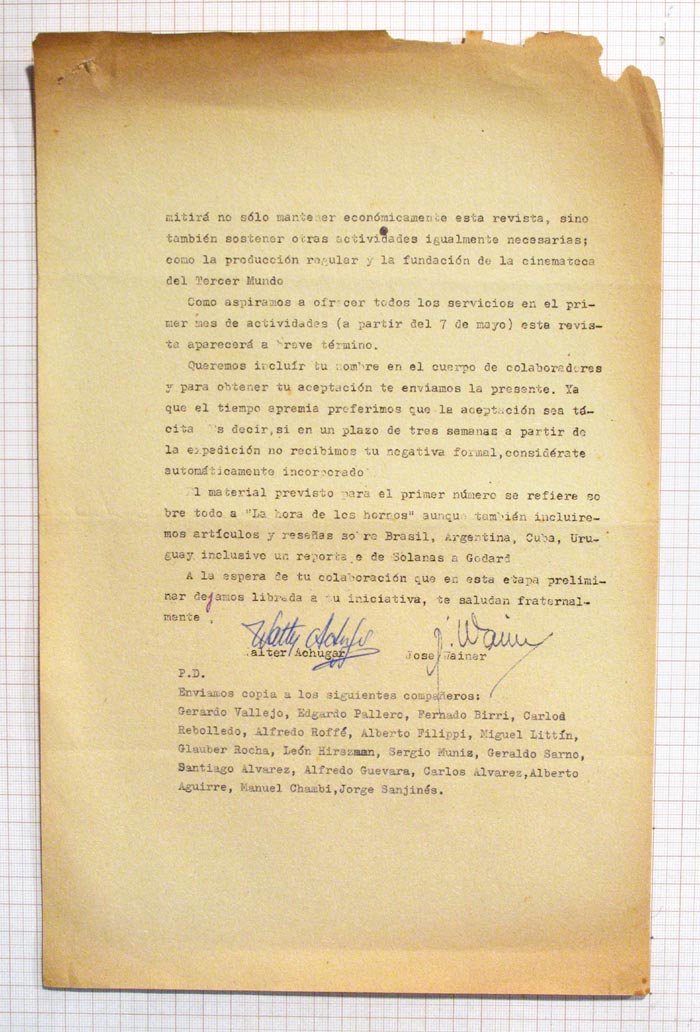 mitirá no sólo mantener económicamente esta revista, sino
también sostener otras actividades igualmente necesarias;
como la producción regular y la fundación de la cinemateca
del Tercer Mundo
Como aspiramos a ofrecer todos los servicios en el pri-
mer mes de actividades (a partir del 7 de mayo) esta revis-
ta aparecerá a breve término.
Queremos incluír tu nombre en el cuerpo de colaboradores
y para obtener tu aceptación te enviamos la presente. Ya
que el tiempo apremia preferimos que la aceptación sea tá-
cita Es decir,si en un plazo de tres semanas a partir de
la expedición no recibimos tu negativa formal,considérate
automáticamente incorporado
El material previsto para el primer número se refiere so
bre todo a "La hora de los hornos" aunque también incluire-
mos artículos y reseñas sobre Brasil, Argentina, Cuba, Uru-
guay inclusive un reportaje de Solanas a Godard
A la espera de tu colaboración que en esta etapa prelimi-
nar dejamos librada a tu iniciativa, te saludan fraternal-
mente .
Walter Achugar Jose Wainer
P.D.
Enviamos copia a los siguientes compañeros:
Gerardo Vallejo, Edgardo Pallero, Fernado Birri, Carlos
Rebolledo, Alfredo Roffé, Alberto Filippi, Miguel Littín,
Glauber Rocha, León Hirszman, Sergio Muniz, Geraldo Sarno,
Santiago Alvarez, Alfredo Guevara, Carlos Alvarez,Alberto
Aguirre, Manuel Chambi,Jorge Sanjinés.